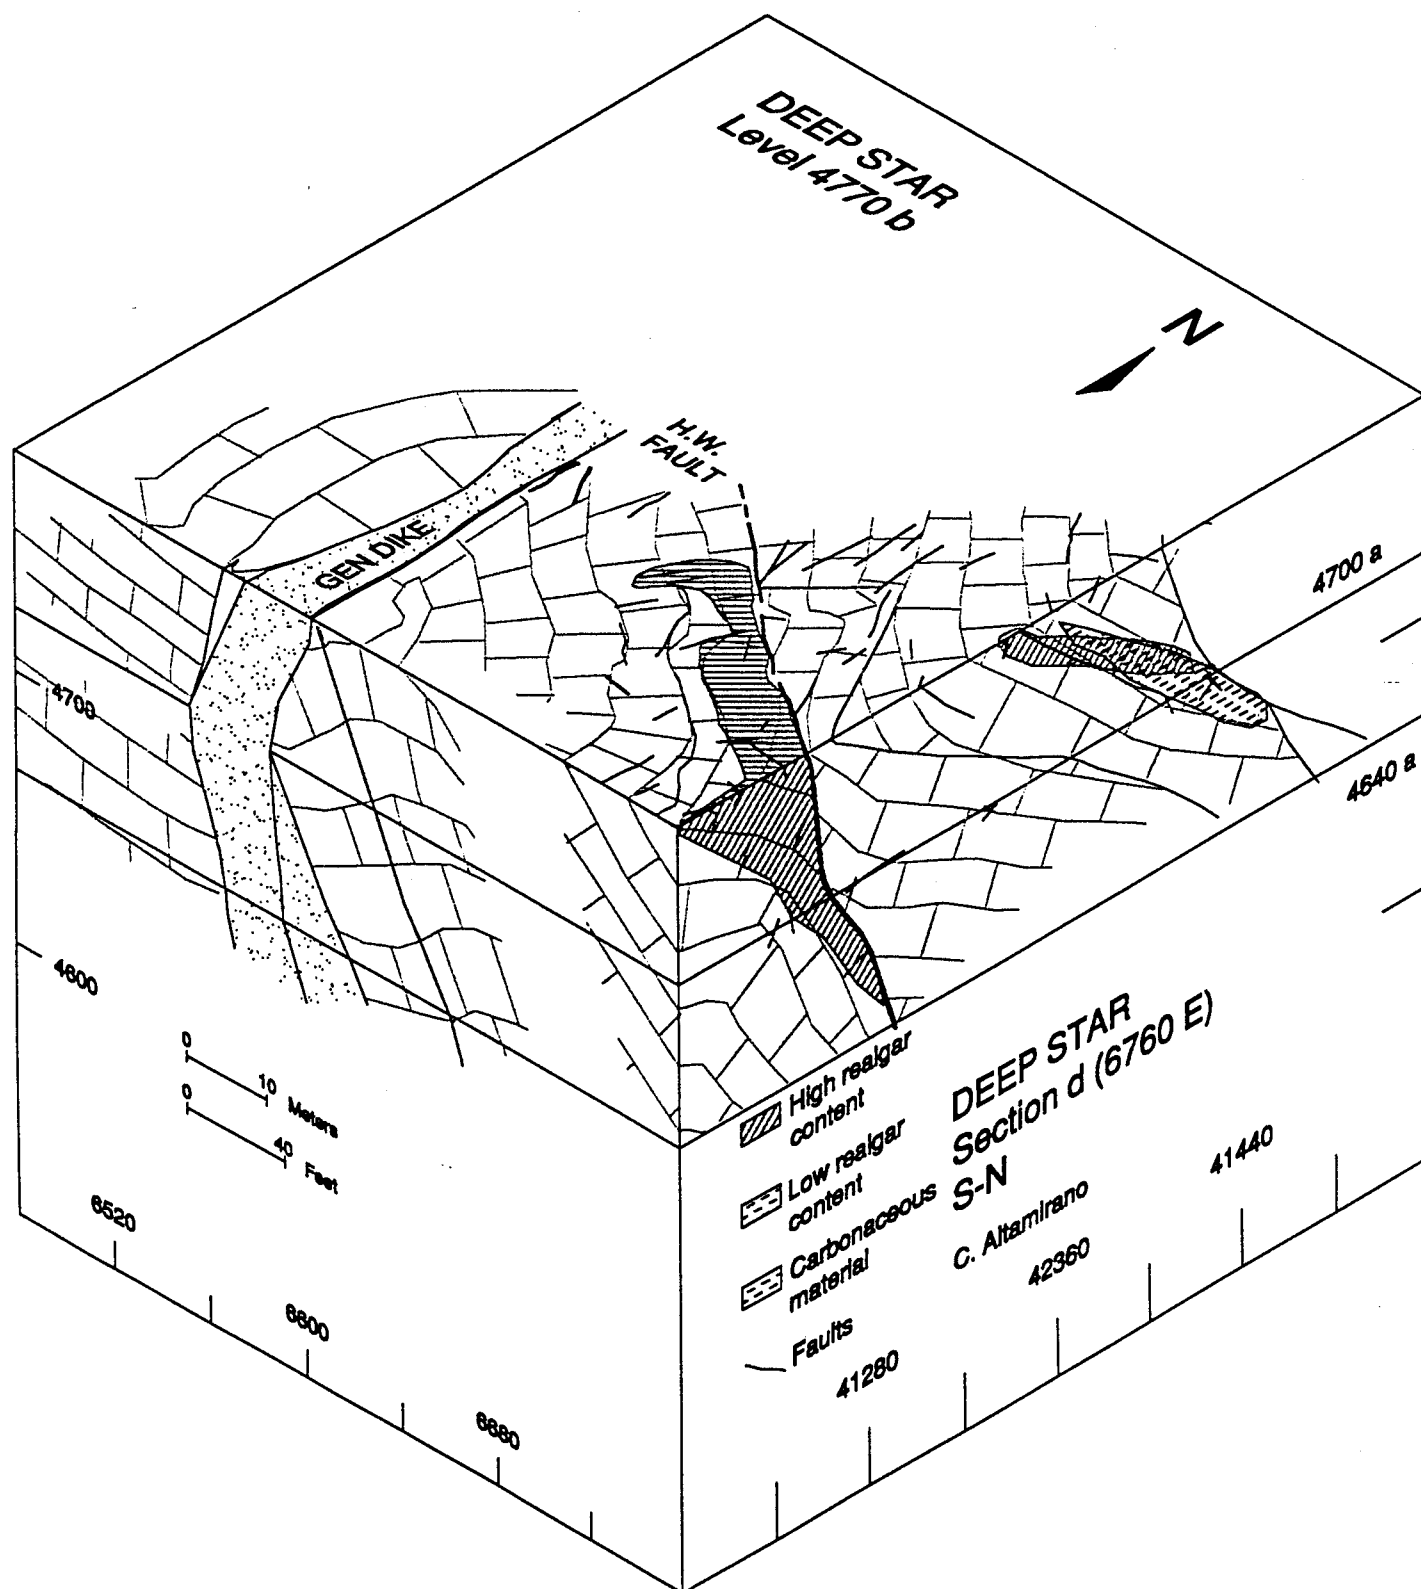 DEEP STAR
Level 4770 b
N
H.W.
FAULT
GEN DIKE
4700 a
4700
4640 a
4600
0
10 Meters
0
40 Feet
6520
6600
6680
High realgar
content
Low realgar
content
Carbonaceous
material
Faults
DEEP STAR
Section d (6760 E)
S-N
C. Altamirano
41280
42360
41440